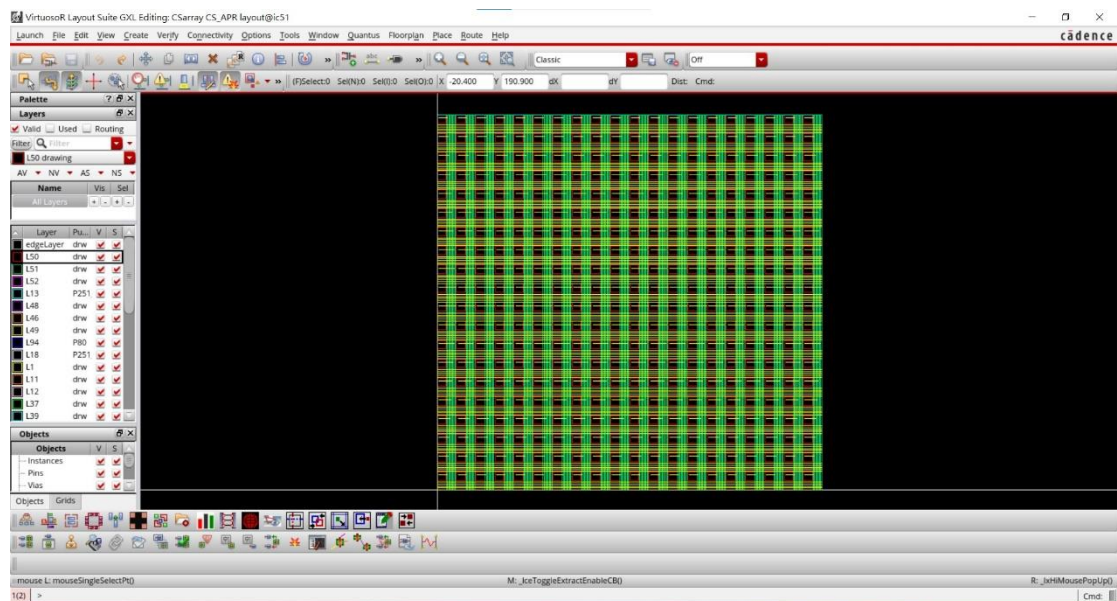 VirtuosoR Layout Suite GXL Editing: CSarray CS_APR layout@ic51
Launch File Edit View Create Verify Connectivity Options Tools Window Quantus Floorplan Place Route Help
cādence
Classic
Off
(F)Select:0 Sel(N):0 Sel(I):0 Sel(O):0 X -20.400 Y 190.900 dX dY Dist: Cmd:
Palette
Layers
Valid Used Routing
Filter Filter
L50 drawing
AV NV AS NS
Name Vis Sel
All Layers + - + -
Layer Pu... V S
edgeLayer drw
L50 drw
L51 drw
L52 drw
L13 P251
L48 drw
L46 drw
L49 drw
L94 P80
L18 P251
L1 drw
L11 drw
L12 drw
L37 drw
L39 drw
Objects
Objects V S
Instances
Pins
Vias
Objects Grids
mouse L: mouseSingleSelectPt() M: _IceToggleExtractEnableCB() R: _lxHiMousePopUp()
1(2) > Cmd: